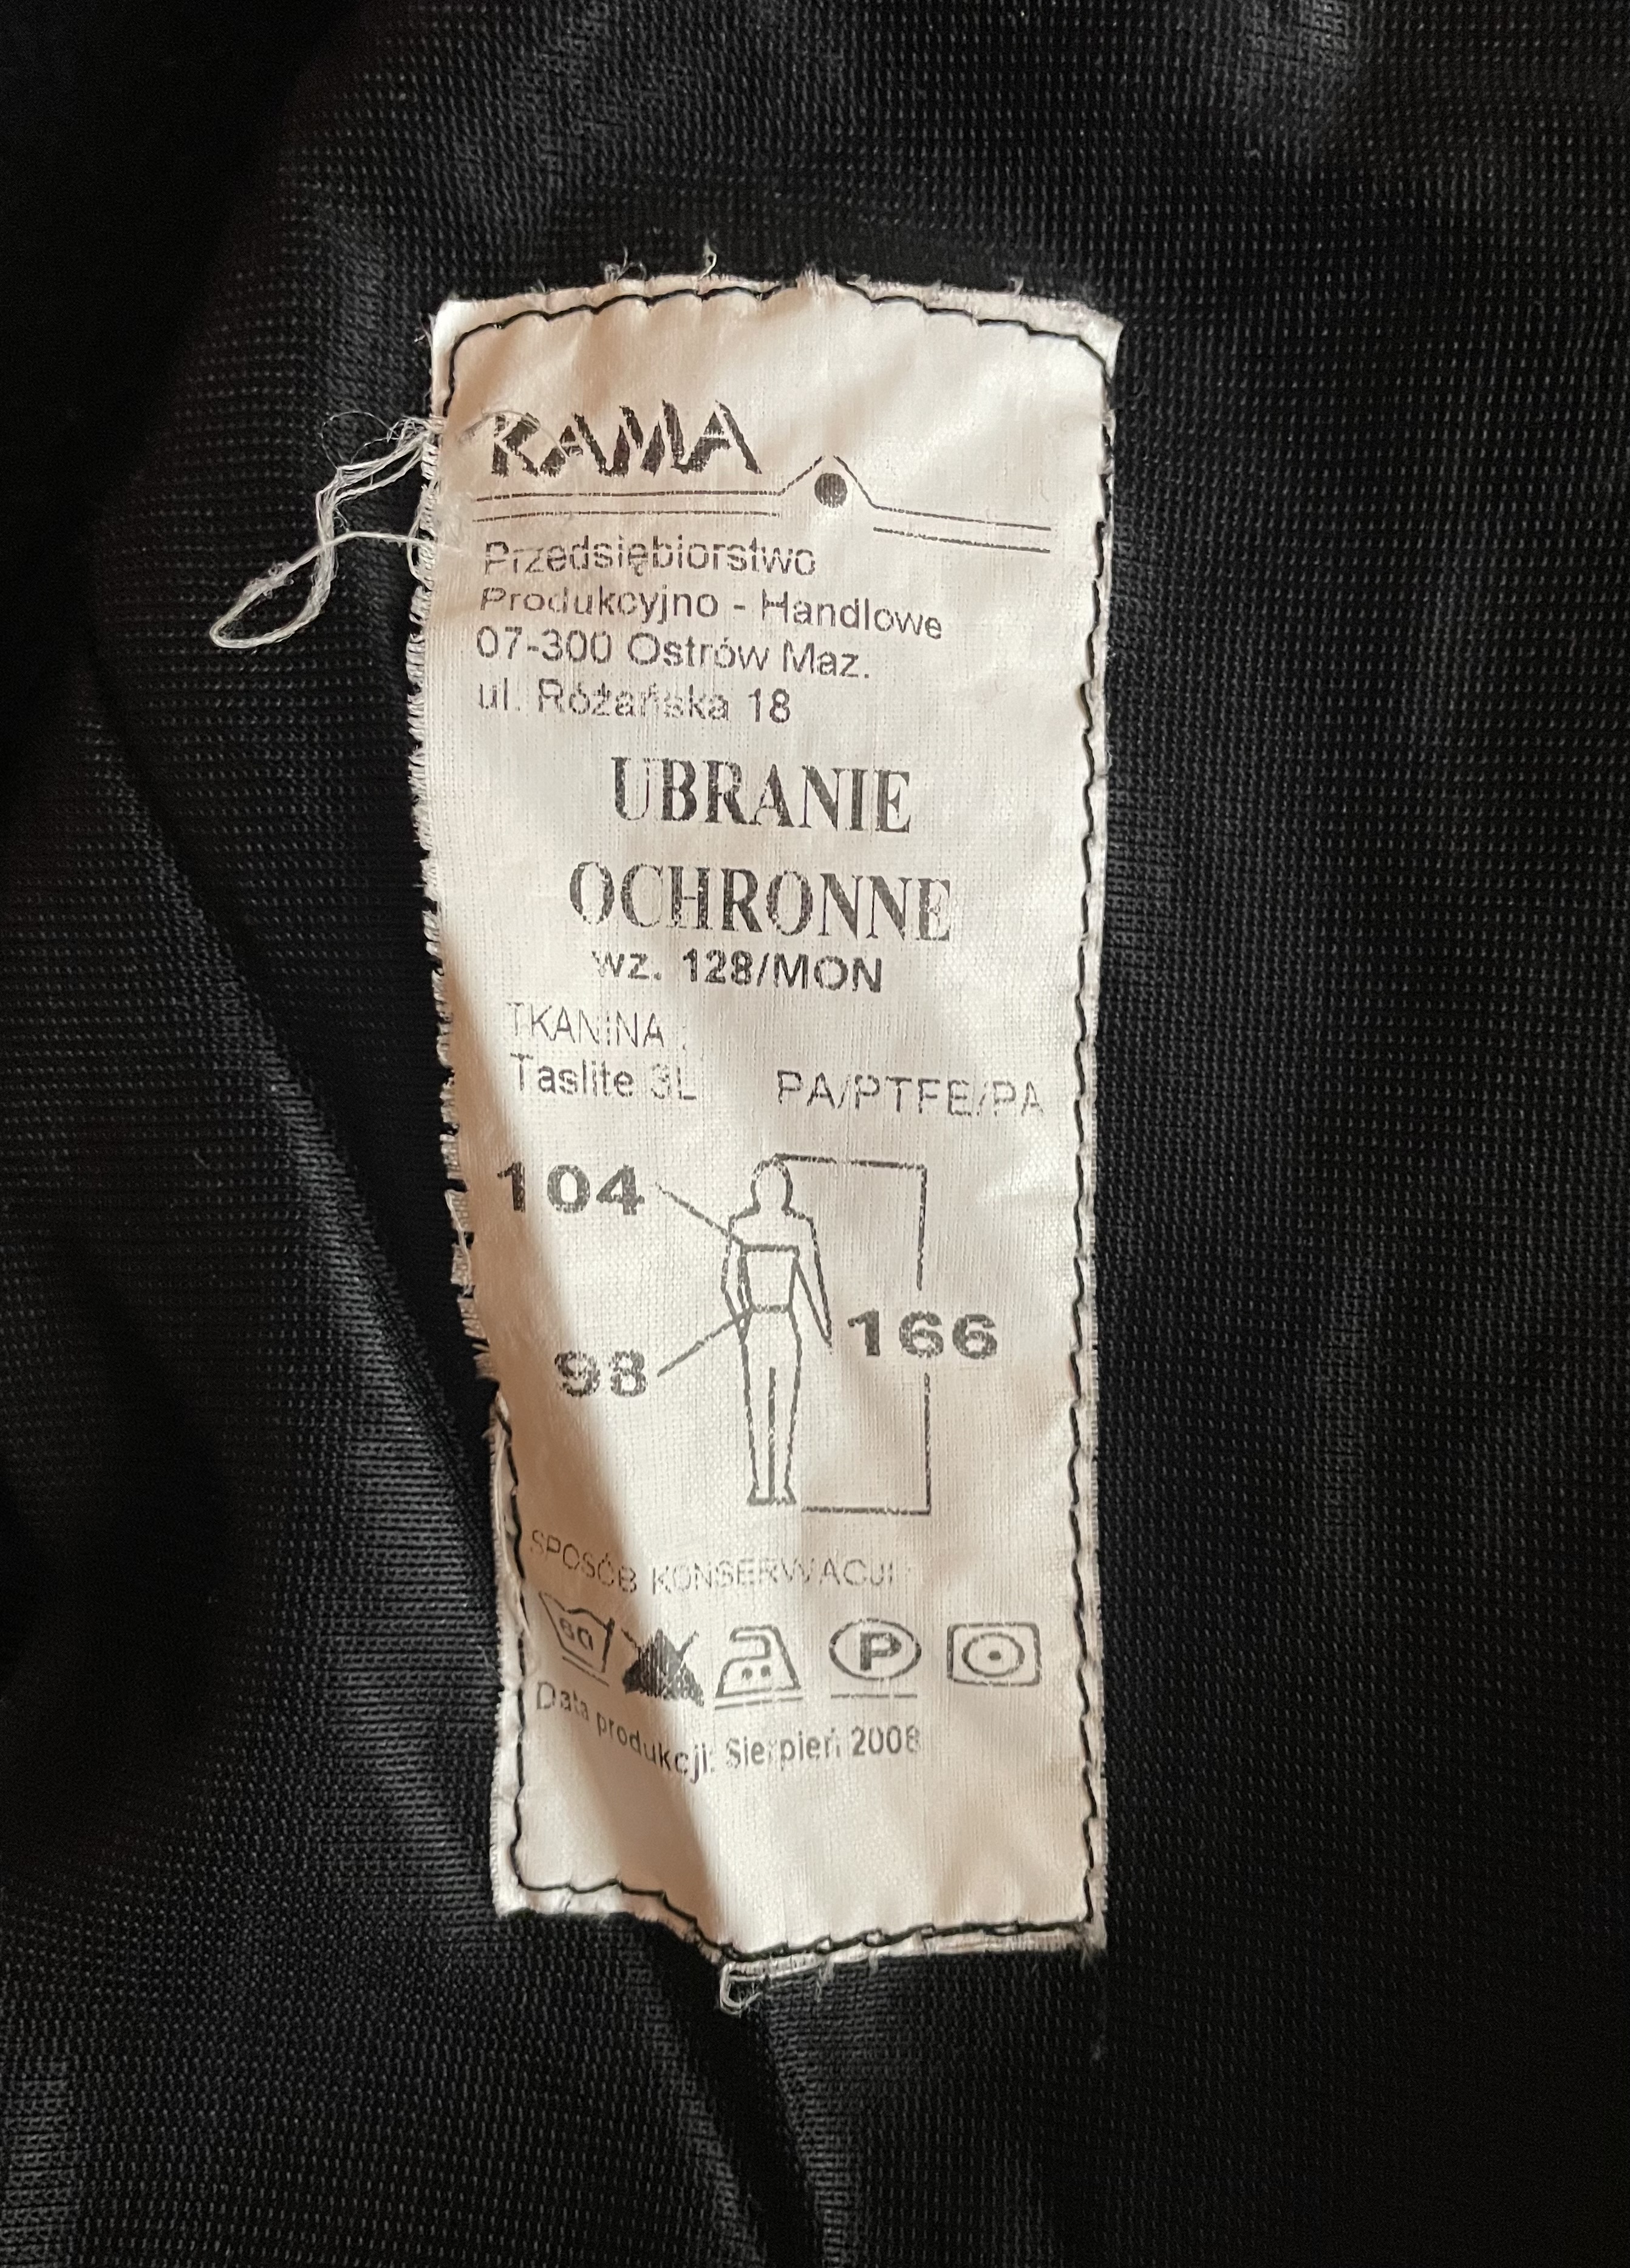 RAMA
Przedsiębiorstwo
Produkcyjno - Handlowe
07-300 Ostrów Maz.
ul. Różańska 18
UBRANIE
OCHRONNE
wz. 128/MON
TKANINA :
Taslite 3L PA/PTFE/PA
104
166
98
SPOSÓB KONSERWACJI
P
Data produkcji: Sierpień 2008